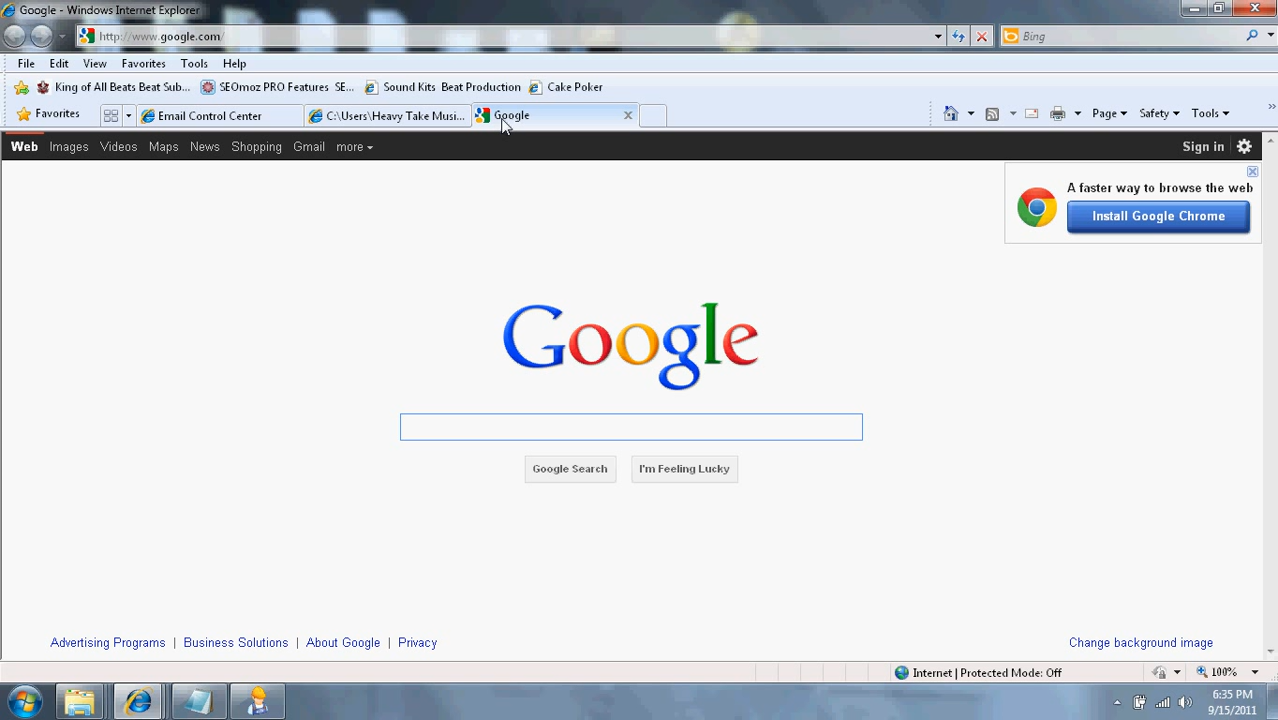 Google - Windows Internet Explorer
http://www.google.com/
Bing
File Edit View Favorites Tools Help
King of All Beats Beat Sub... SEOmoz PRO Features SE... Sound Kits Beat Production Cake Poker
Favorites Email Control Center C:\Users\Heavy Take Musi... Google Page Safety Tools
Web Images Videos Maps News Shopping Gmail more Sign in
A faster way to browse the web
Install Google Chrome
Google
Google Search I'm Feeling Lucky
Advertising Programs | Business Solutions | About Google | Privacy Change background image
Internet | Protected Mode: Off 100%
6:35 PM
9/15/2011